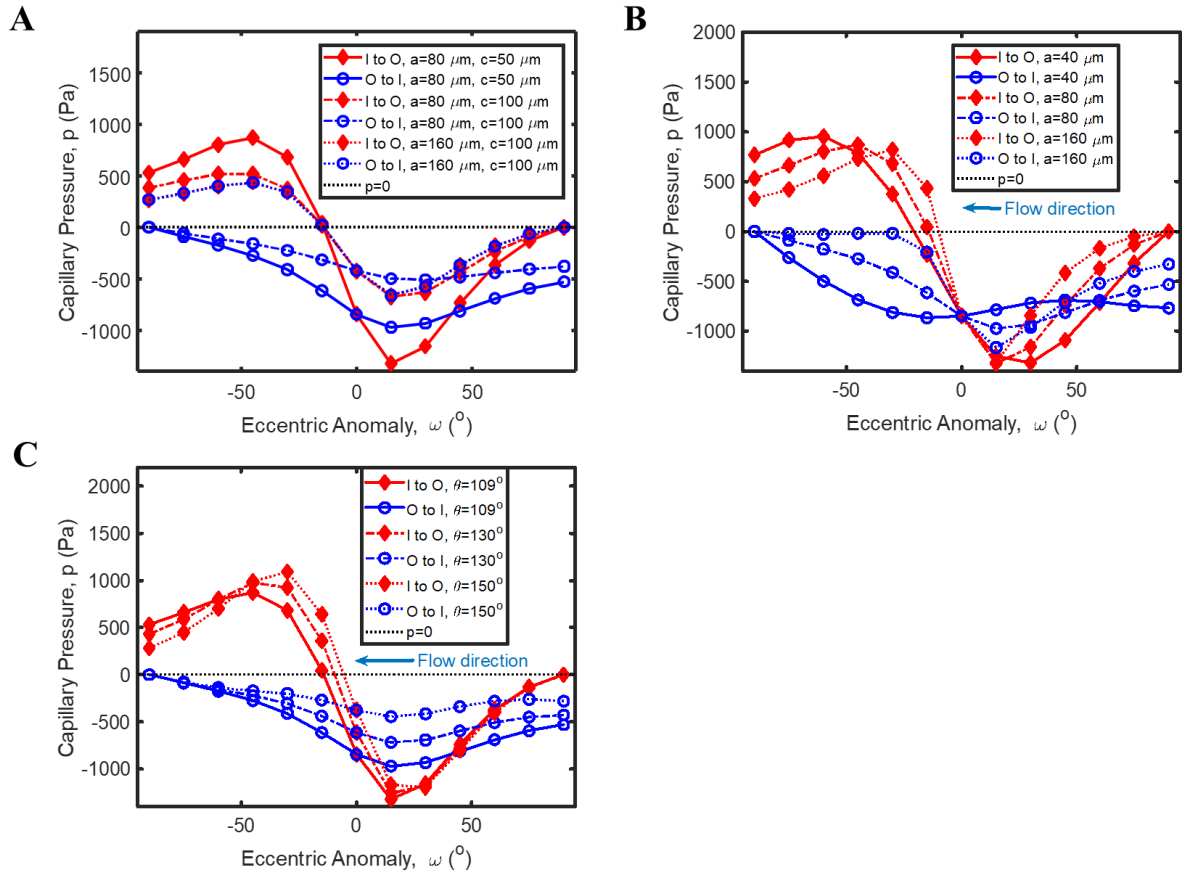 A
1500
1000
500
0
-500
-1000
Capillary Pressure, p (Pa)
I to O, a=80 μm, c=50 μm
O to I, a=80 μm, c=50 μm
I to O, a=80 μm, c=100 μm
O to I, a=80 μm, c=100 μm
I to O, a=160 μm, c=100 μm
O to I, a=160 μm, c=100 μm
p=0
-50 0 50
Eccentric Anomaly, ω (°)
B
2000
1500
1000
500
0
-500
-1000
Capillary Pressure, p (Pa)
I to O, a=40 μm
O to I, a=40 μm
I to O, a=80 μm
O to I, a=80 μm
I to O, a=160 μm
O to I, a=160 μm
p=0
Flow direction
-50 0 50
Eccentric Anomaly, ω (°)
C
2000
1500
1000
500
0
-500
-1000
Capillary Pressure, p (Pa)
I to O, θ=109°
O to I, θ=109°
I to O, θ=130°
O to I, θ=130°
I to O, θ=150°
O to I, θ=150°
p=0
Flow direction
-50 0 50
Eccentric Anomaly, ω (°)